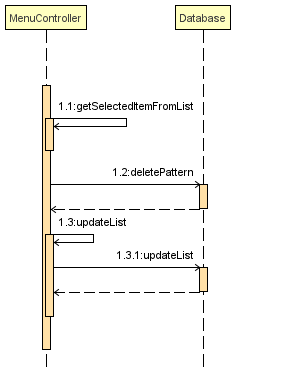 MenuController
Database
1.1:getSelectedItemFromList
1.2:deletePattern
1.3:updateList
1.3.1:updateList